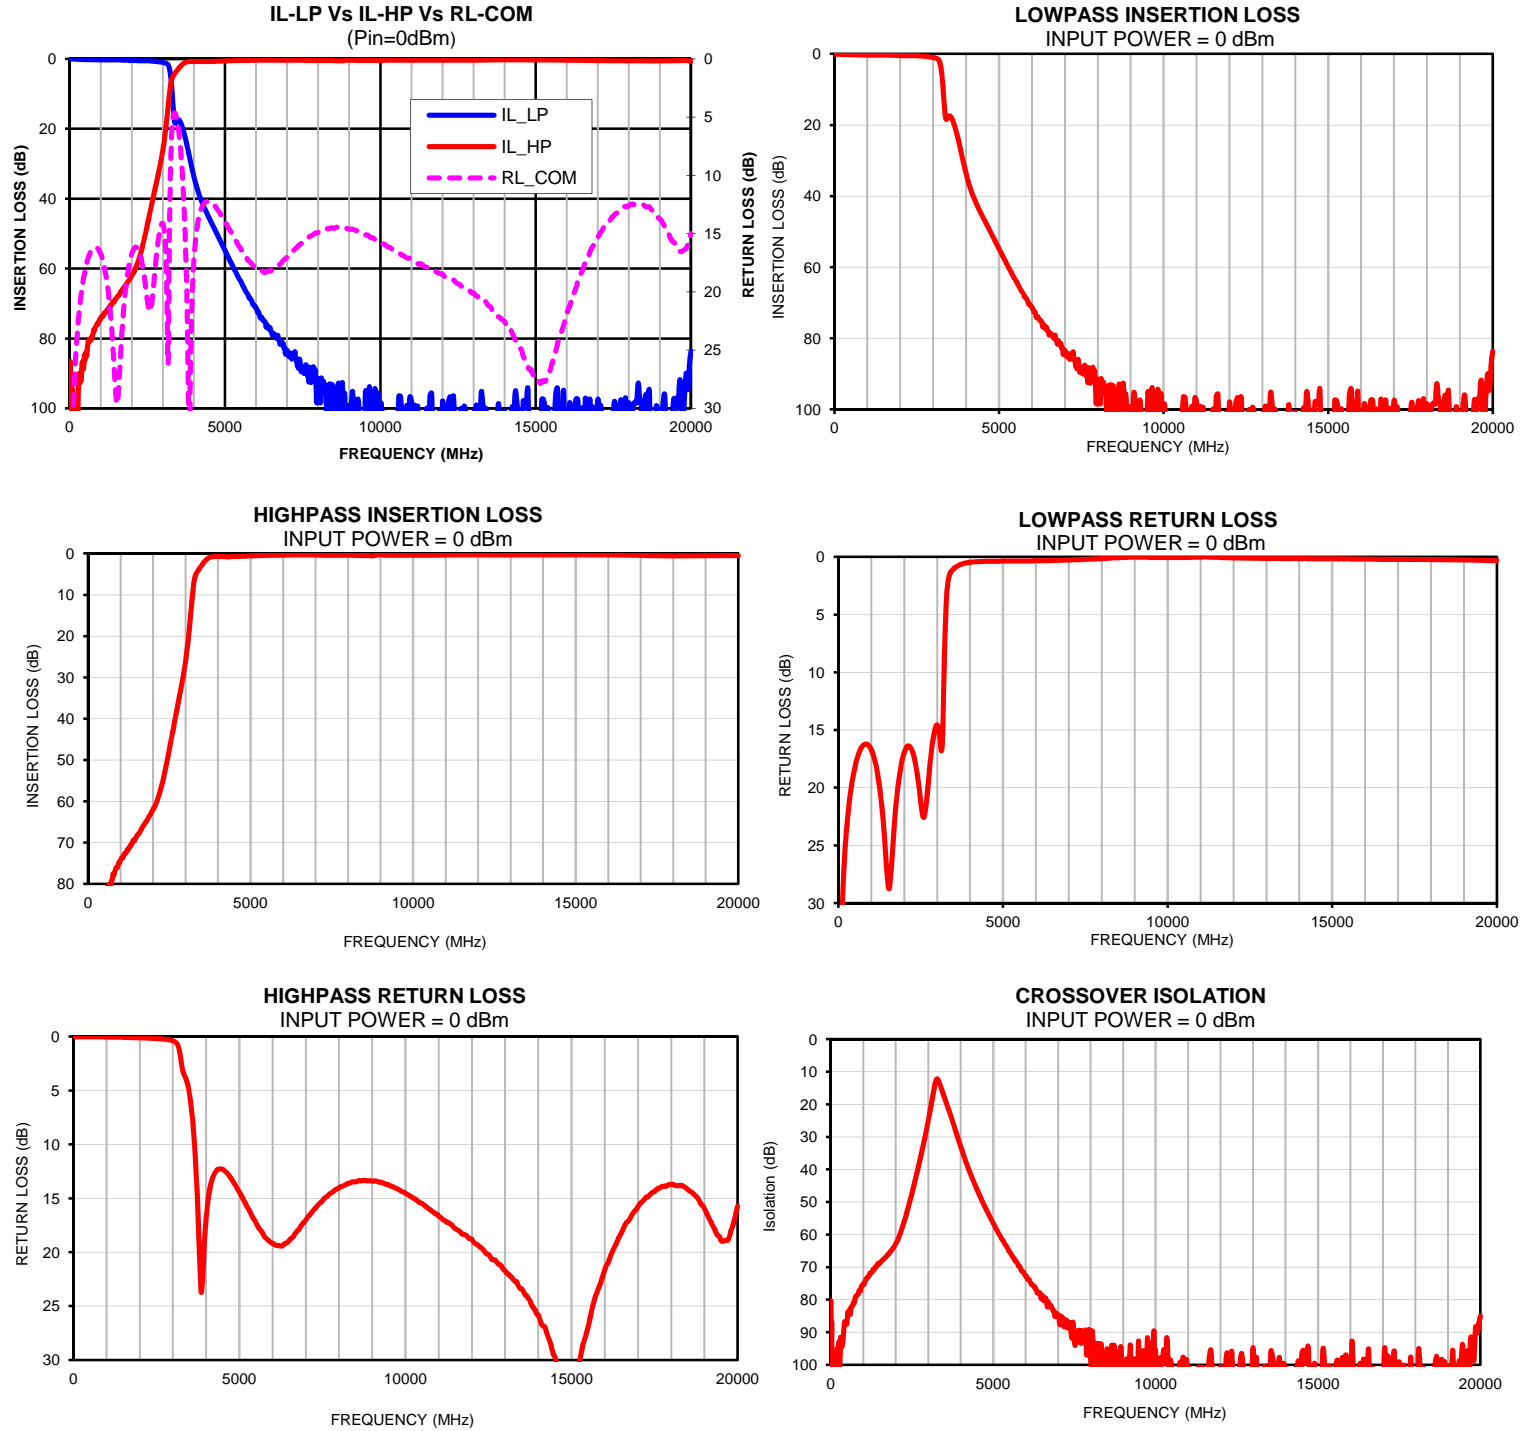 IL-LP Vs IL-HP Vs RL-COM
(Pin=0dBm)
INSERTION LOSS (dB)
0
20
40
60
80
100
IL_LP
IL_HP
RL_COM
0
5
10
15
20
25
30
RETURN LOSS (dB)
0
5000
10000
15000
20000
FREQUENCY (MHz)
LOWPASS INSERTION LOSS
INPUT POWER = 0 dBm
INSERTION LOSS (dB)
0
20
40
60
80
100
0
5000
10000
15000
20000
FREQUENCY (MHz)
HIGHPASS INSERTION LOSS
INPUT POWER = 0 dBm
INSERTION LOSS (dB)
0
10
20
30
40
50
60
70
80
0
5000
10000
15000
20000
FREQUENCY (MHz)
LOWPASS RETURN LOSS
INPUT POWER = 0 dBm
RETURN LOSS (dB)
0
5
10
15
20
25
30
0
5000
10000
15000
20000
FREQUENCY (MHz)
HIGHPASS RETURN LOSS
INPUT POWER = 0 dBm
RETURN LOSS (dB)
0
5
10
15
20
25
30
0
5000
10000
15000
20000
FREQUENCY (MHz)
CROSSOVER ISOLATION
INPUT POWER = 0 dBm
Isolation (dB)
0
10
20
30
40
50
60
70
80
90
100
0
5000
10000
15000
20000
FREQUENCY (MHz)